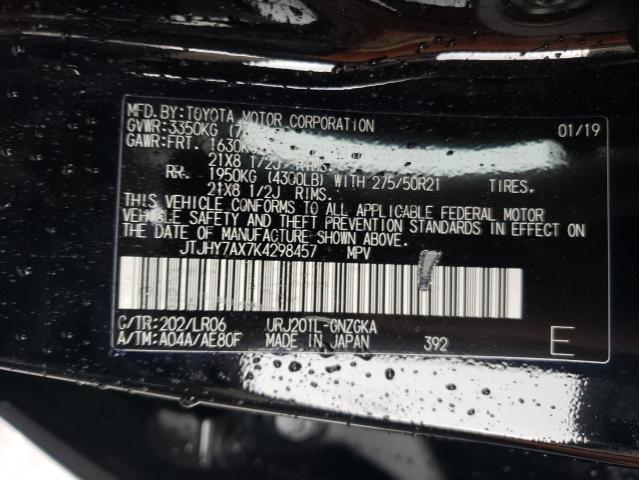 MFD.BY:TOYOTA MOTOR CORPORATION 01/19
GVWR:3350KG
GAWR:FRT. 1630KG
21X8 1/2J RIMS.
RR. 1950KG (4300LB) WITH 275/50R21 TIRES.
21X8 1/2J RIMS.
THIS VEHICLE CONFORMS TO ALL APPLICABLE FEDERAL MOTOR
VEHICLE SAFETY AND THEFT PREVENTION STANDARDS IN EFFECT ON
THE DATE OF MANUFACTURE SHOWN ABOVE.
JTJHY7AX7K4298457 MPV
C/TR:202/LR06 URJ201L-GNZGKA
A/TM:A04A/AE80F MADE IN JAPAN 392 E